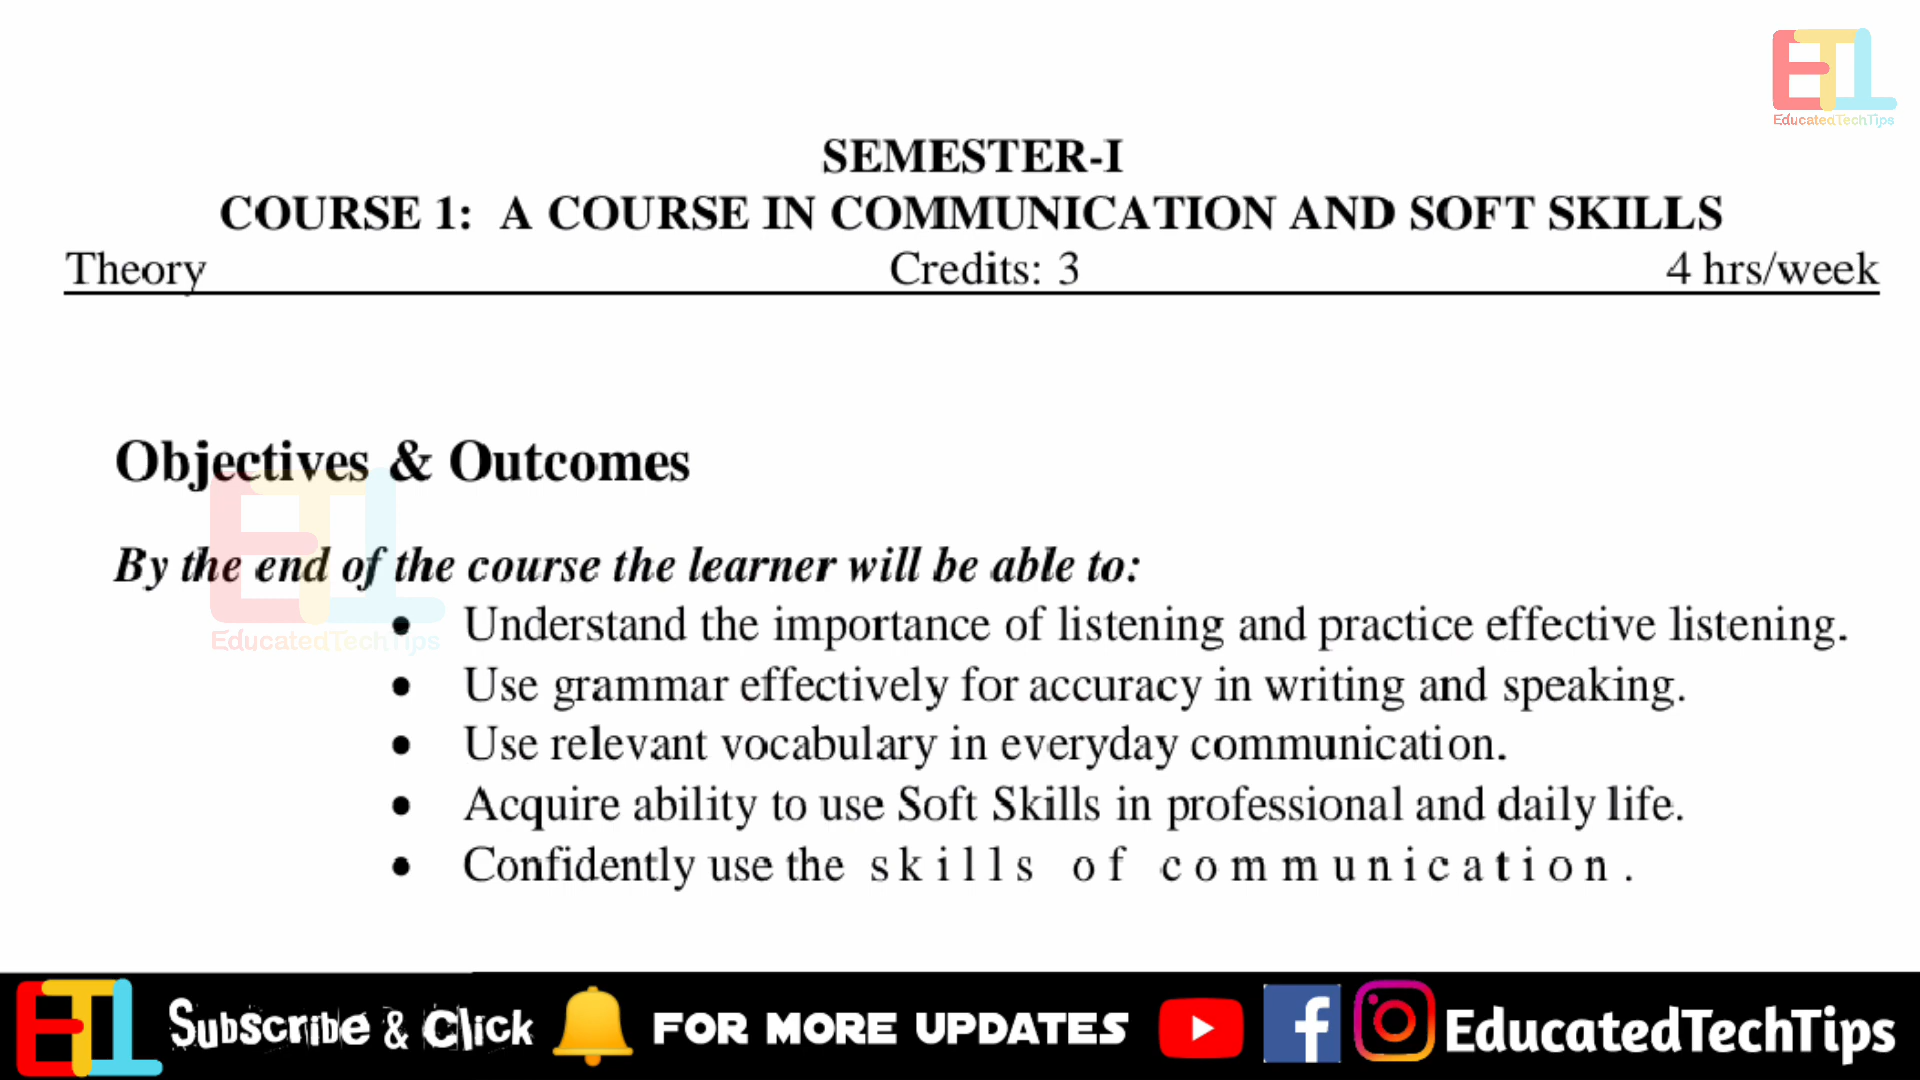 ETT
EducatedTechTips
SEMESTER-I
COURSE 1: A COURSE IN COMMUNICATION AND SOFT SKILLS
Theory Credits: 3 4 hrs/week
Objectives & Outcomes
By the end of the course the learner will be able to:
• Understand the importance of listening and practice effective listening.
EducatedTechTips
• Use grammar effectively for accuracy in writing and speaking.
• Use relevant vocabulary in everyday communication.
• Acquire ability to use Soft Skills in professional and daily life.
• Confidently use the skills of communication.
ETT Subscribe & Click FOR MORE UPDATES f EducatedTechTips